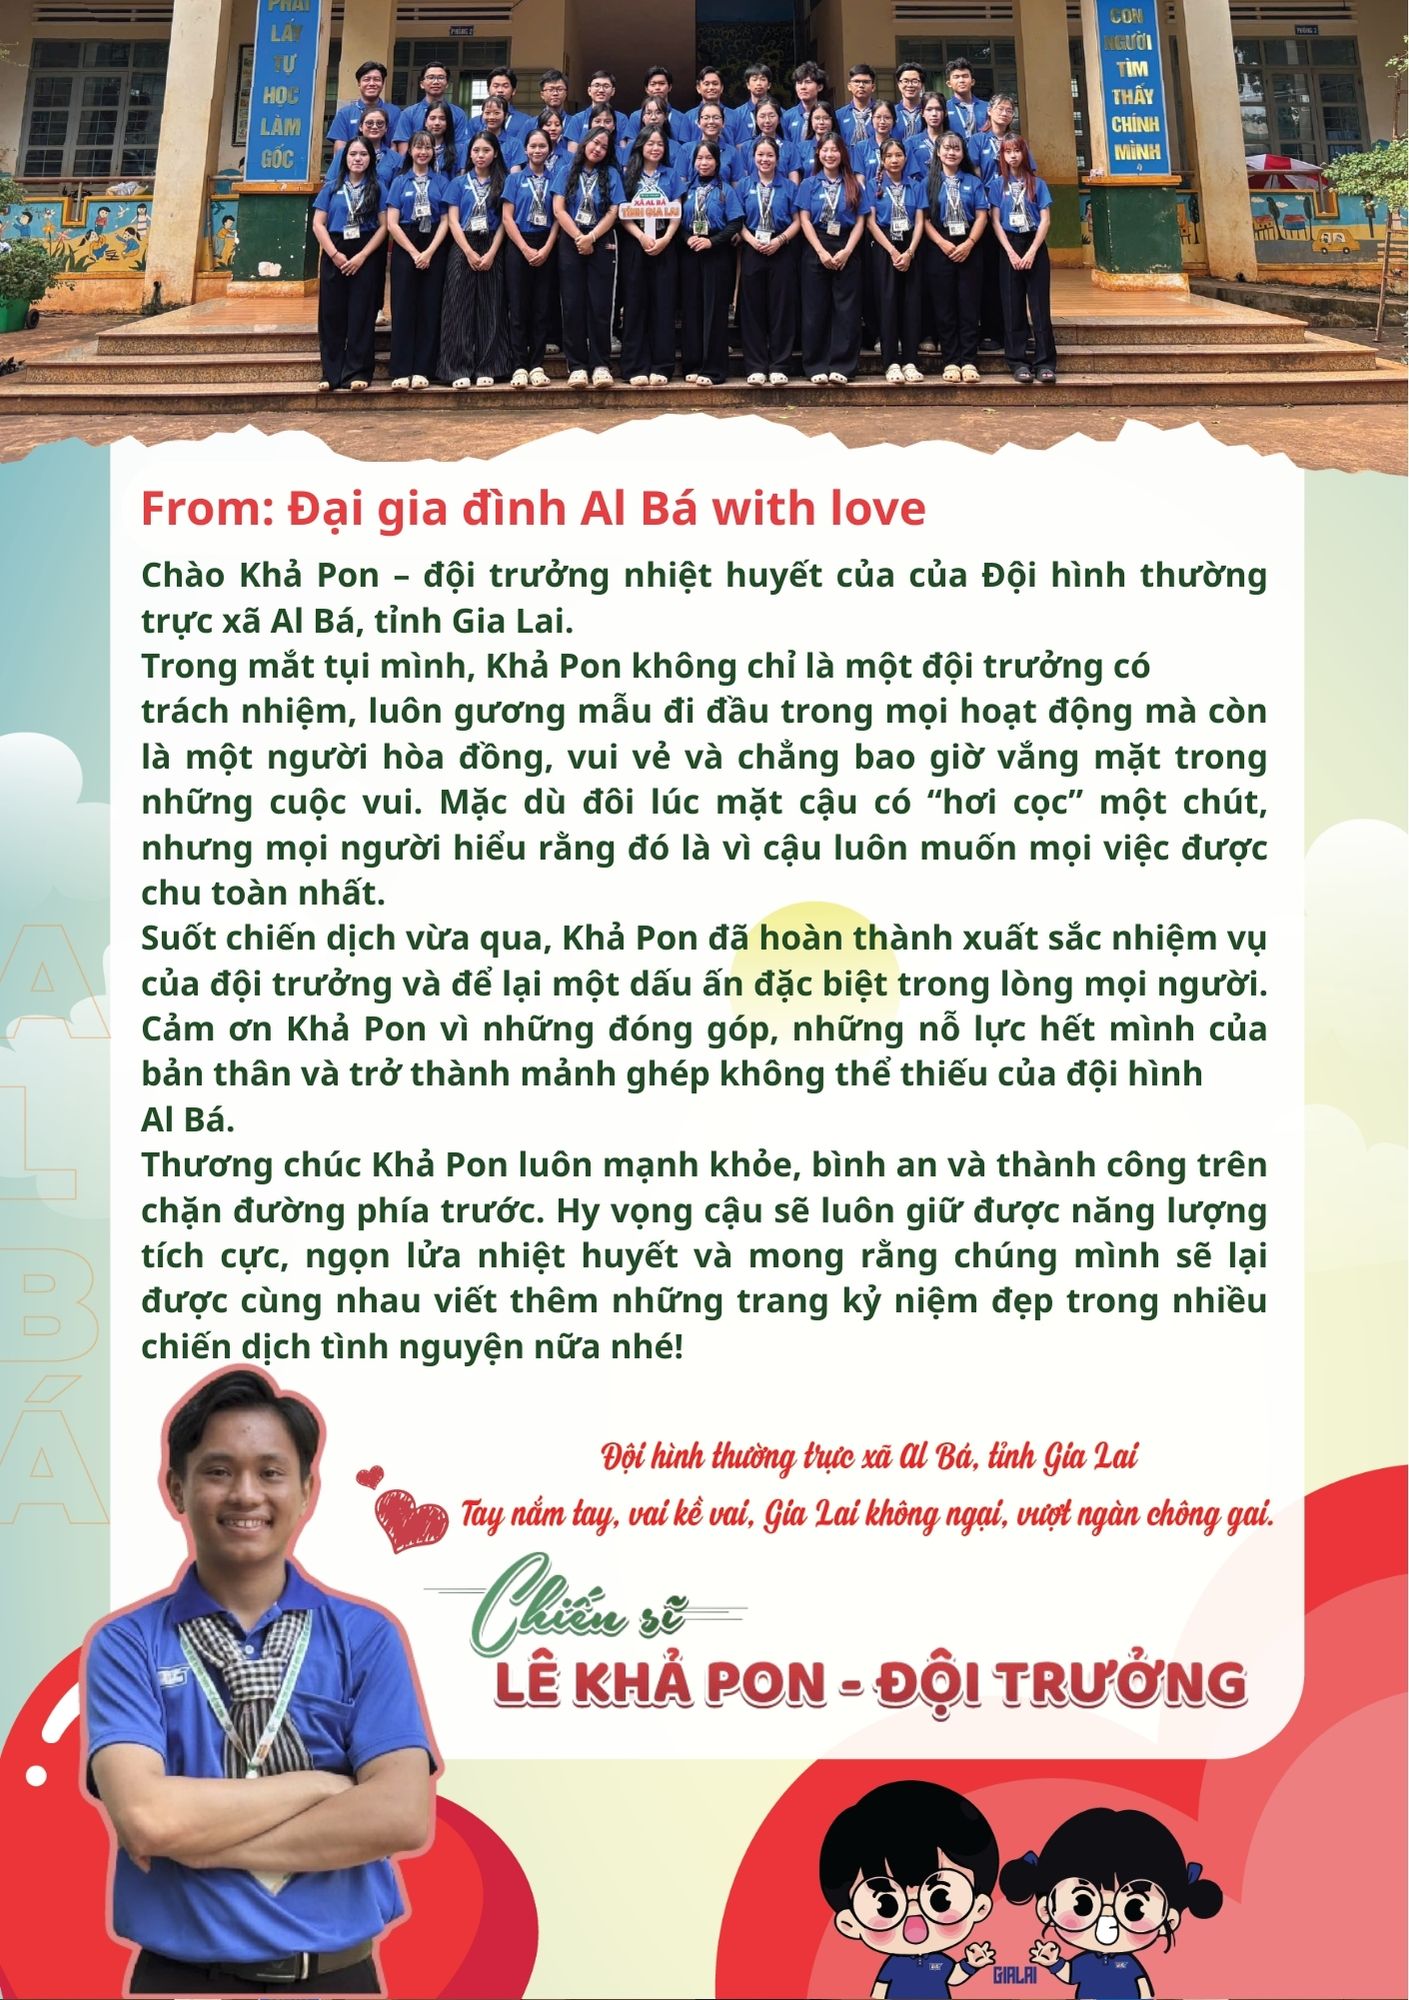 PHẢI
LẤY
TỰ
HỌC
LÀM
GỐC
PHÒNG 2
CON
NGƯỜI
TÌM
THẤY
CHÍNH
MÌNH
XÃ AL BÁ
TỈNH GIA LAI
From: Đại gia đình Al Bá with love
Chào Khả Pon – đội trưởng nhiệt huyết của của Đội hình thường
trực xã Al Bá, tỉnh Gia Lai.
Trong mắt tụi mình, Khả Pon không chỉ là một đội trưởng có
trách nhiệm, luôn gương mẫu đi đầu trong mọi hoạt động mà còn
là một người hòa đồng, vui vẻ và chẳng bao giờ vắng mặt trong
những cuộc vui. Mặc dù đôi lúc mặt cậu có “hơi cọc” một chút,
nhưng mọi người hiểu rằng đó là vì cậu luôn muốn mọi việc được
chu toàn nhất.
Suốt chiến dịch vừa qua, Khả Pon đã hoàn thành xuất sắc nhiệm vụ
của đội trưởng và để lại một dấu ấn đặc biệt trong lòng mọi người.
Cảm ơn Khả Pon vì những đóng góp, những nỗ lực hết mình của
bản thân và trở thành mảnh ghép không thể thiếu của đội hình
Al Bá.
Thương chúc Khả Pon luôn mạnh khỏe, bình an và thành công trên
chặn đường phía trước. Hy vọng cậu sẽ luôn giữ được năng lượng
tích cực, ngọn lửa nhiệt huyết và mong rằng chúng mình sẽ lại
được cùng nhau viết thêm những trang kỷ niệm đẹp trong nhiều
chiến dịch tình nguyện nữa nhé!
AL BÁ
Đội hình thường trực xã Al Bá, tỉnh Gia Lai
Tay nắm tay, vai kề vai, Gia Lai không ngại, vượt ngàn chông gai.
Chiến sĩ
LÊ KHẢ PON - ĐỘI TRƯỞNG
GIALAI